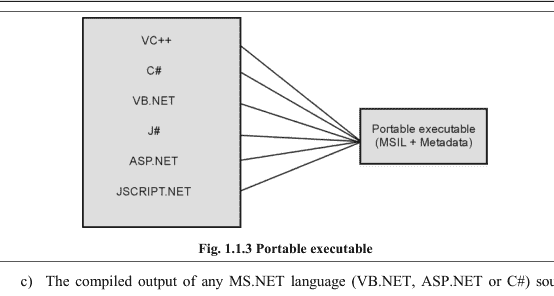 VC++
C#
VB.NET
J#
ASP.NET
JSCRIPT.NET
Portable executable
(MSIL + Metadata)
Fig. 1.1.3 Portable executable
c) The compiled output of any MS.NET language (VB.NET, ASP.NET or C#)